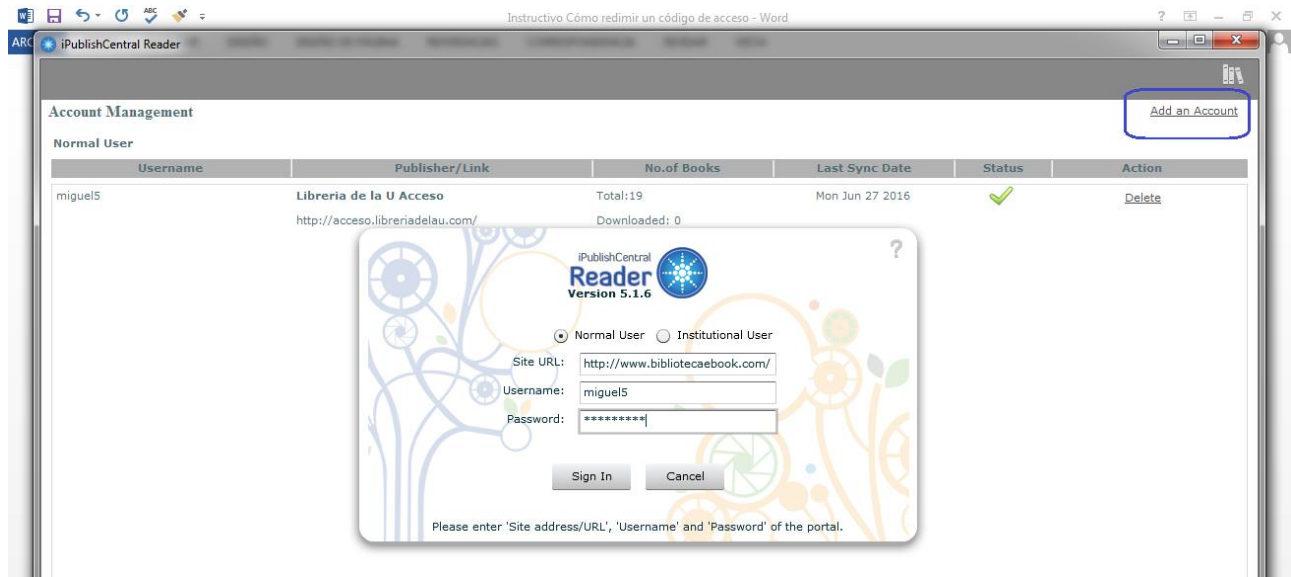 Instructivo Cómo redimir un código de acceso - Word
ABC
ARC
iPublishCentral Reader
Account Management
Add an Account
Normal User
Username Publisher/Link No.of Books Last Sync Date Status Action
miguel5 Libreria de la U Acceso Total:19 Mon Jun 27 2016 Delete
http://acceso.libreriadelau.com/ Downloaded: 0
iPublishCentral
Reader
Version 5.1.6
Normal User Institutional User
Site URL: http://www.bibliotecaebook.com/
Username: miguel5
Password: *********
Sign In Cancel
Please enter 'Site address/URL', 'Username' and 'Password' of the portal.